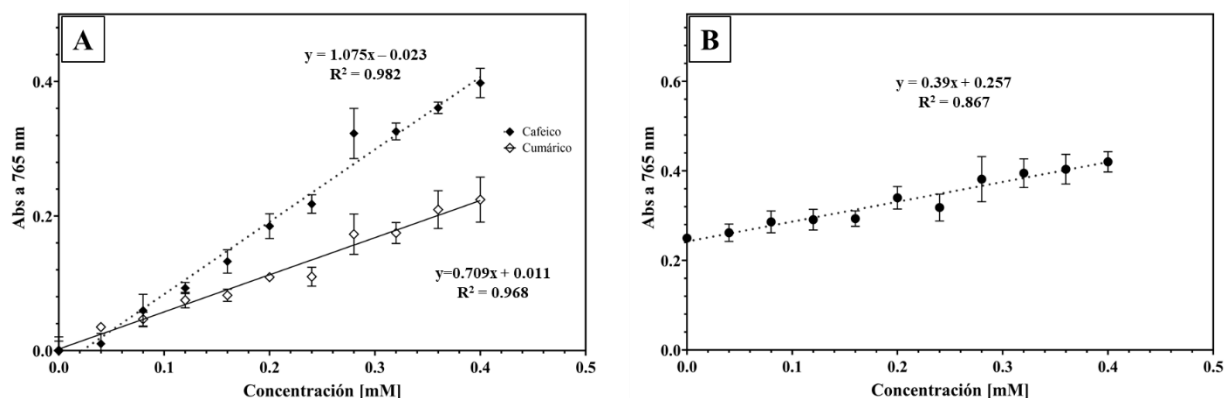 A
y = 1.075x – 0.023
R² = 0.982
Cafeico
Cumárico
y=0.709x + 0.011
R² = 0.968
Abs a 765 nm
0.4
0.2
0.0
0.0 0.1 0.2 0.3 0.4 0.5
Concentración [mM]
B
y = 0.39x + 0.257
R² = 0.867
Abs a 765 nm
0.6
0.4
0.2
0.0
0.0 0.1 0.2 0.3 0.4 0.5
Concentración [mM]